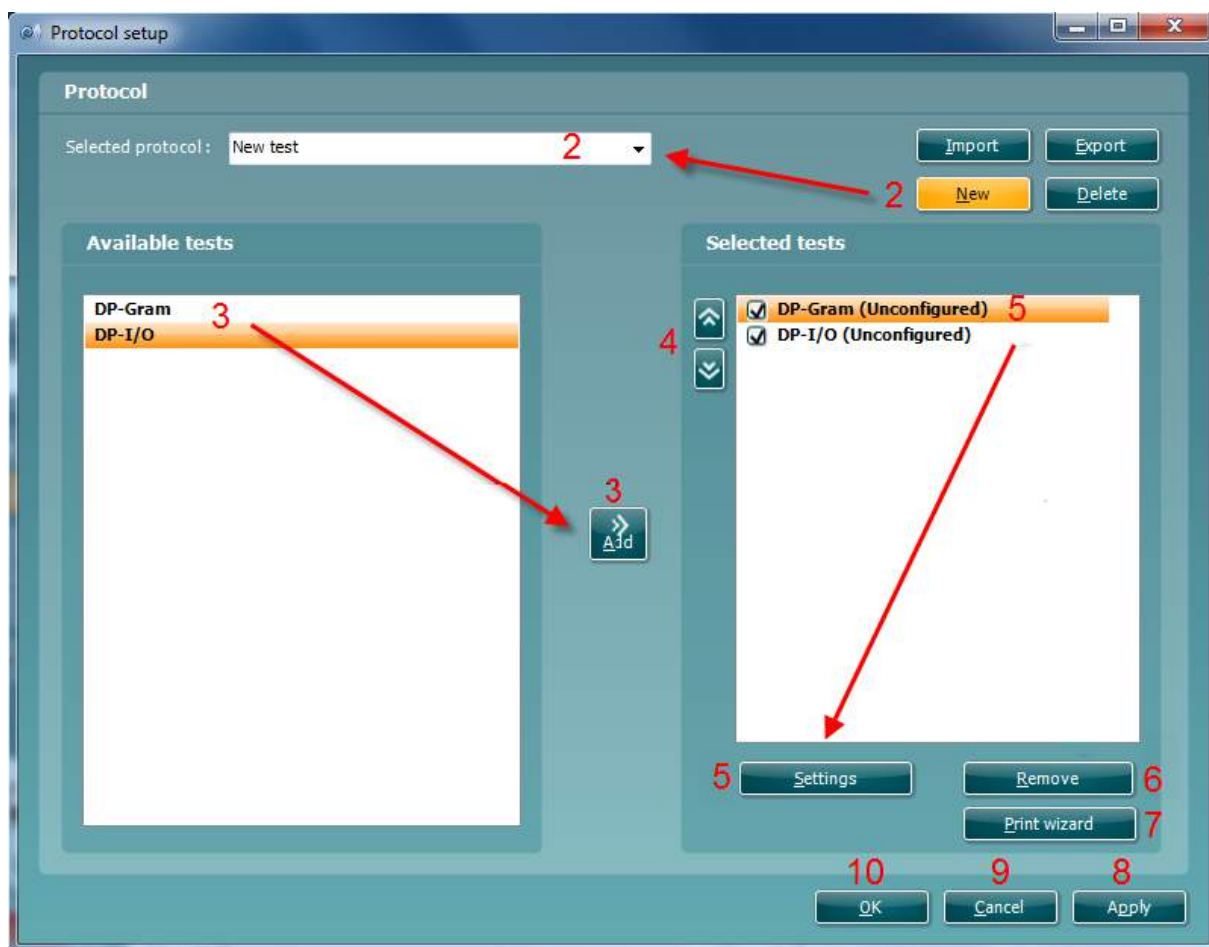 Protocol setup
Protocol
Selected protocol: New test 2
Import Export
2 New Delete
Available tests
Selected tests
DP-Gram 3
DP-I/O
DP-Gram (Unconfigured) 5
DP-I/O (Unconfigured)
4
3
Add
5 Settings
Remove 6
Print wizard 7
10 9 8
OK Cancel Apply